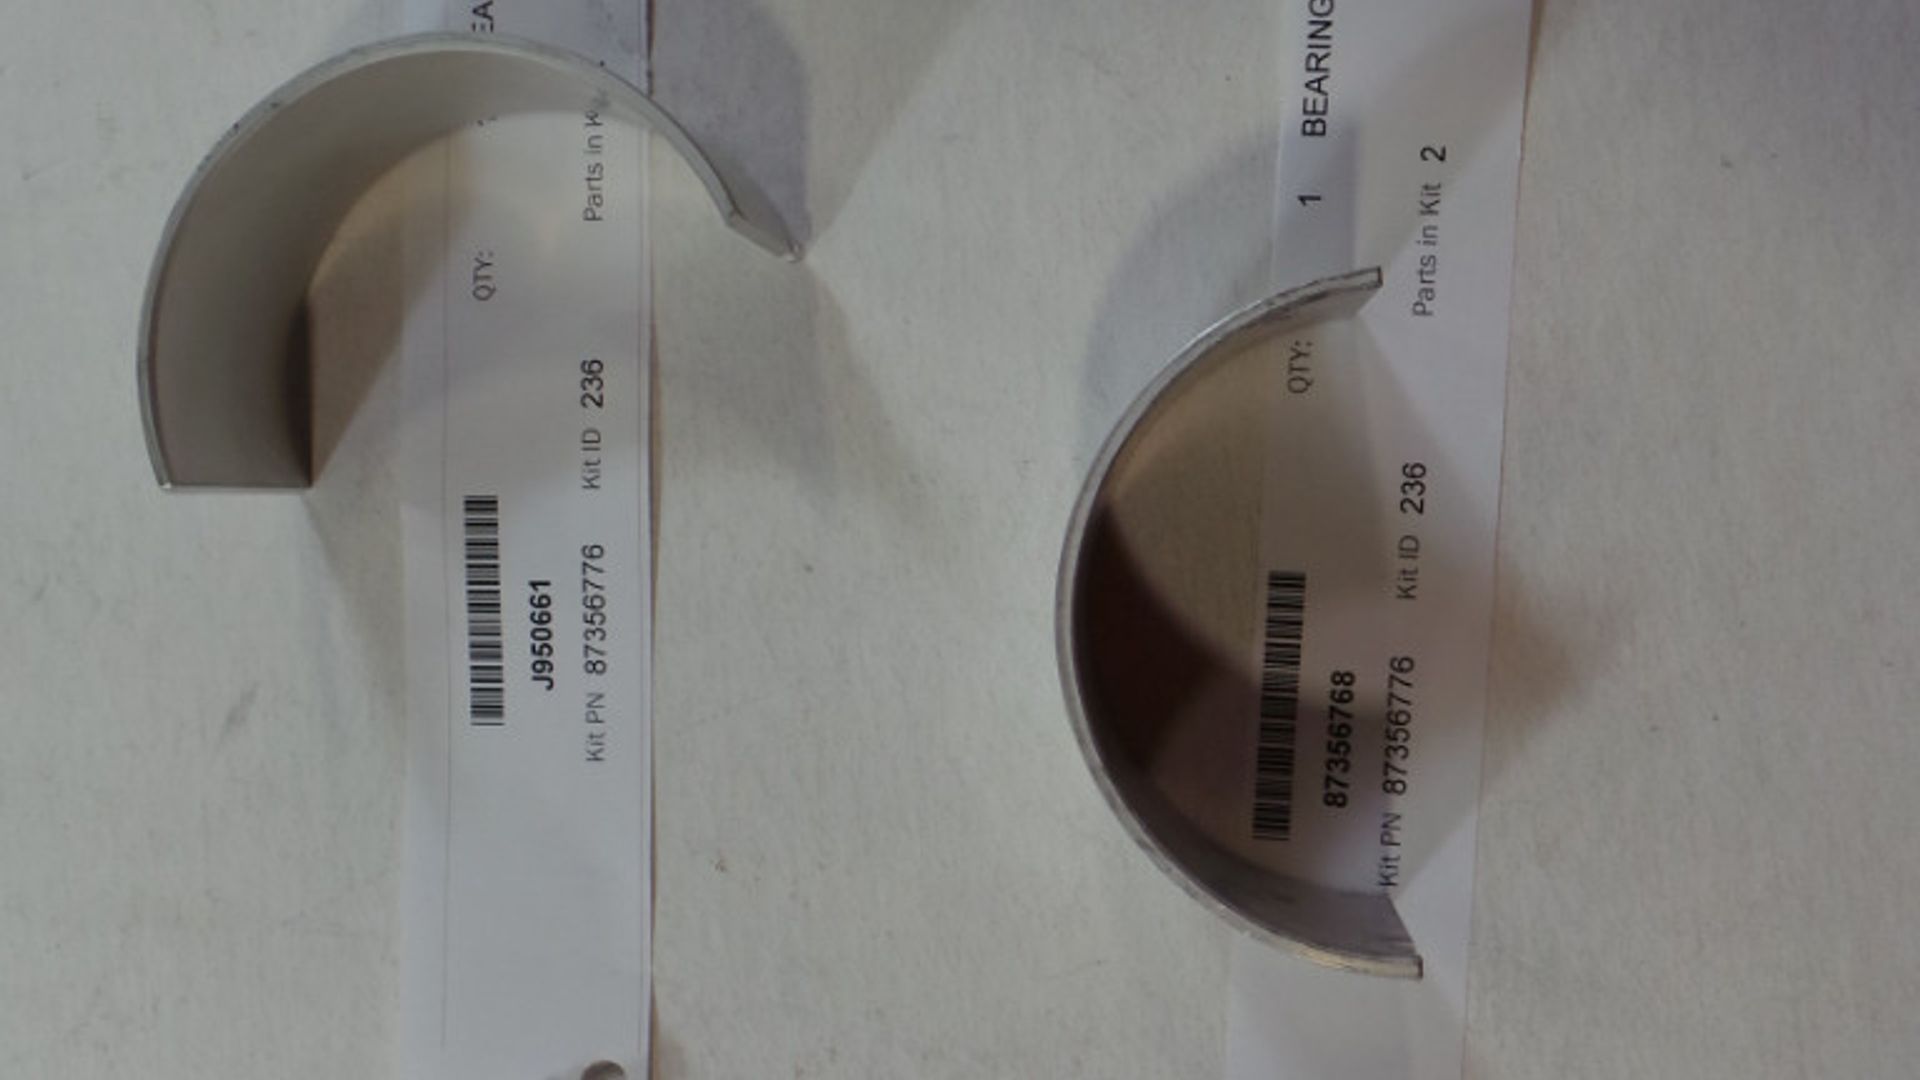 EA
QTY:
J950661
Parts in K
Kit ID 236
Kit PN 87356776
BEARING
1
QTY:
87356768
Parts in Kit 2
Kit ID 236
Kit PN 87356776